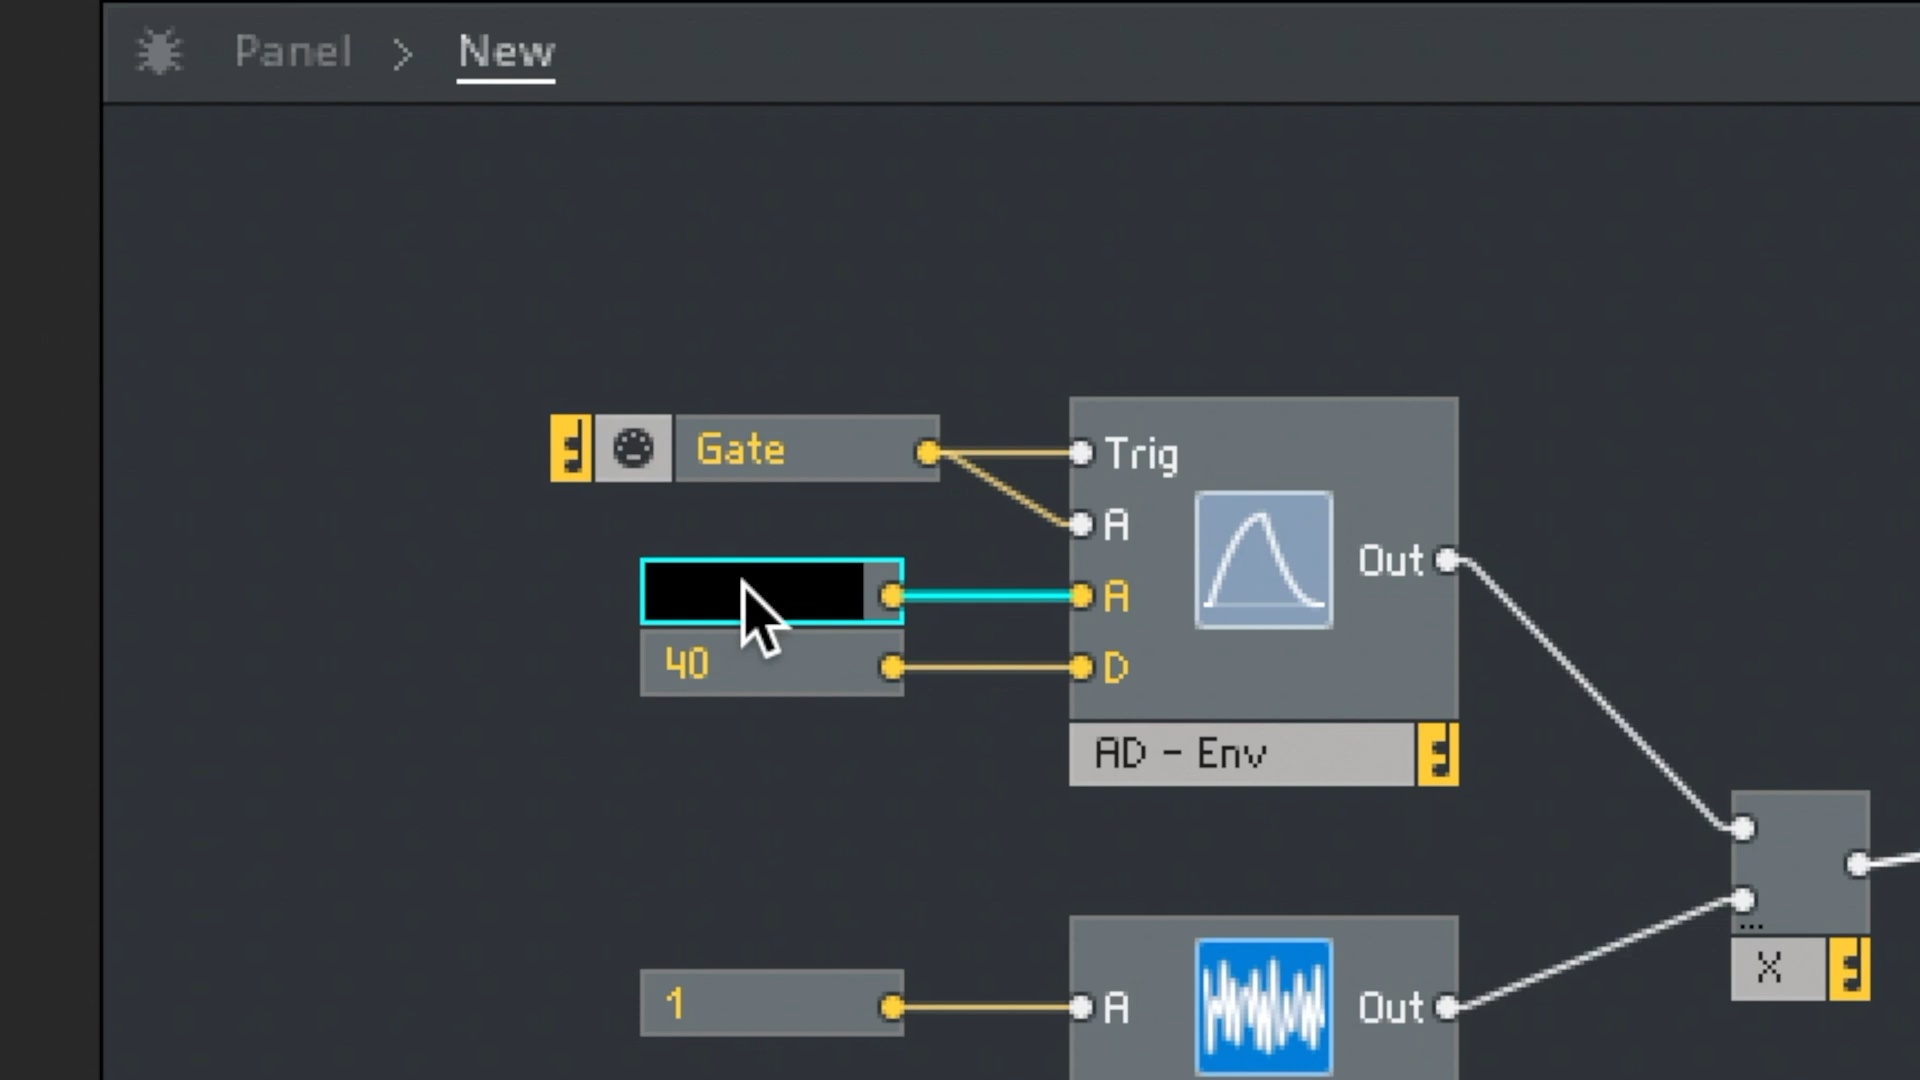 Panel > New
Gate
Trig
A
Out
A
40
D
AD - Env
1
A
Out
...
X